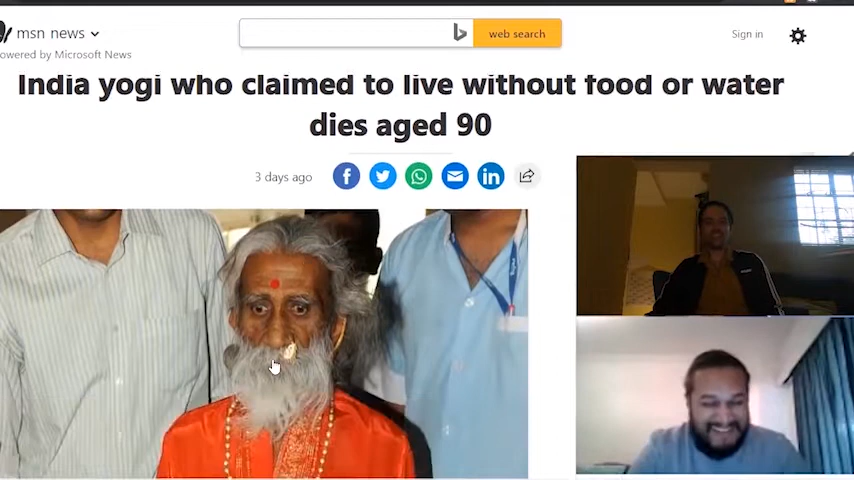 msn news
Sign in
web search
owered by Microsoft News
India yogi who claimed to live without food or water
dies aged 90
3 days ago